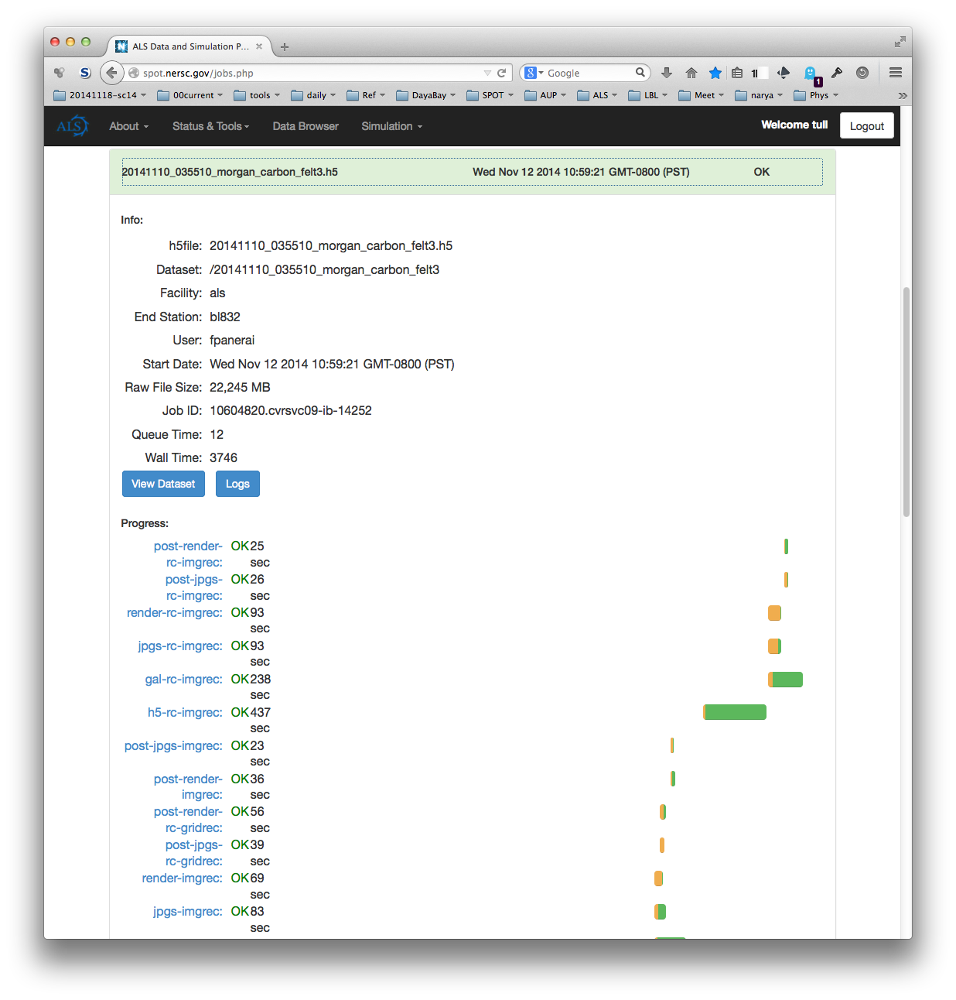 ALS Data and Simulation P...
spot.nersc.gov/jobs.php
Google
1
20141118-sc14 00current tools daily Ref DayaBay SPOT AUP ALS LBL Meet narya Phys
ALS About Status & Tools Data Browser Simulation Welcome tull Logout
20141110_035510_morgan_carbon_felt3.h5 Wed Nov 12 2014 10:59:21 GMT-0800 (PST) OK
Info:
h5file: 20141110_035510_morgan_carbon_felt3.h5
Dataset: /20141110_035510_morgan_carbon_felt3
Facility: als
End Station: bl832
User: fpanerai
Start Date: Wed Nov 12 2014 10:59:21 GMT-0800 (PST)
Raw File Size: 22,245 MB
Job ID: 10604820.cvrsvc09-ib-14252
Queue Time: 12
Wall Time: 3746
View Dataset Logs
Progress:
post-render- OK 25
rc-imgrec: sec
post-jpgs- OK 26
rc-imgrec: sec
render-rc-imgrec: OK 93
sec
jpgs-rc-imgrec: OK 93
sec
gal-rc-imgrec: OK 238
sec
h5-rc-imgrec: OK 437
sec
post-jpgs-imgrec: OK 23
sec
post-render- OK 36
imgrec: sec
post-render- OK 56
rc-gridrec: sec
post-jpgs- OK 39
rc-gridrec: sec
render-imgrec: OK 69
sec
jpgs-imgrec: OK 83
sec